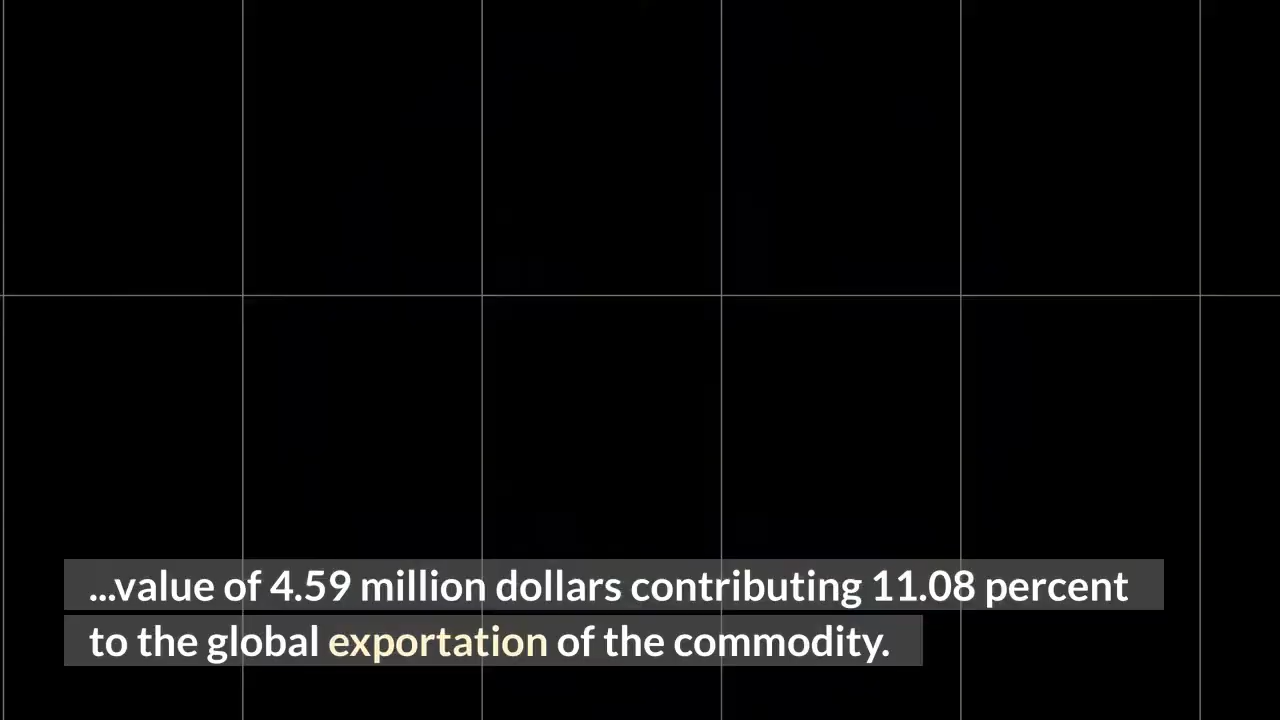 ...value of 4.59 million dollars contributing 11.08 percent
to the global exportation of the commodity.